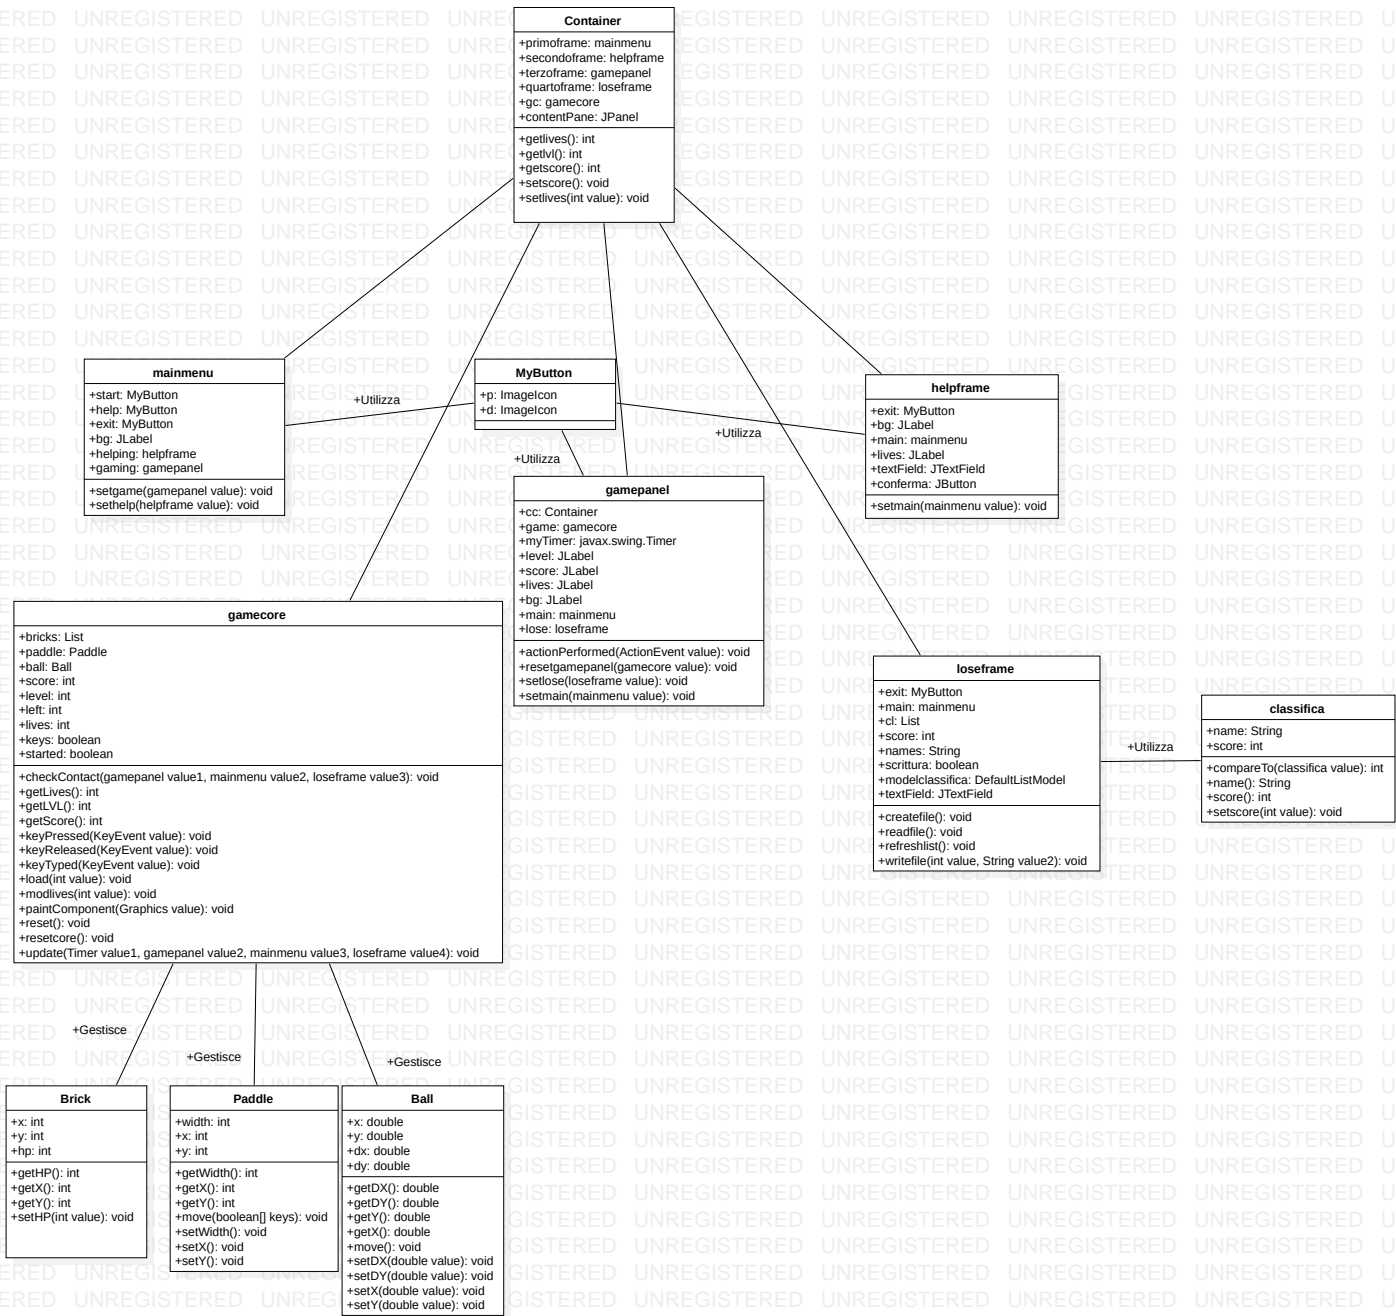 Container
+primoframe: mainmenu
+secondoframe: helpframe
+terzoframe: gamepanel
+quartoframe: loseframe
+gc: gamecore
+contentPane: JPanel
+getlives(): int
+getlvl(): int
+getscore(): int
+setscore(): void
+setlives(int value): void
mainmenu
+start: MyButton
+help: MyButton
+exit: MyButton
+bg: JLabel
+helping: helpframe
+gaming: gamepanel
+setgame(gamepanel value): void
+sethelp(helpframe value): void
+Utilizza
MyButton
+p: ImageIcon
+d: ImageIcon
+Utilizza
+Utilizza
helpframe
+exit: MyButton
+bg: JLabel
+main: mainmenu
+lives: JLabel
+textField: JTextField
+conferma: JButton
+setmain(mainmenu value): void
gamepanel
+cc: Container
+game: gamecore
+myTimer: javax.swing.Timer
+level: JLabel
+score: JLabel
+lives: JLabel
+bg: JLabel
+main: mainmenu
+lose: loseframe
+actionPerformed(ActionEvent value): void
+resetgamepanel(gamecore value): void
+setlose(loseframe value): void
+setmain(mainmenu value): void
gamecore
+bricks: List
+paddle: Paddle
+ball: Ball
+score: int
+level: int
+left: int
+lives: int
+keys: boolean
+started: boolean
+checkContact(gamepanel value1, mainmenu value2, loseframe value3): void
+getLives(): int
+getLVL(): int
+getScore(): int
+keyPressed(KeyEvent value): void
+keyReleased(KeyEvent value): void
+keyTyped(KeyEvent value): void
+load(int value): void
+modlives(int value): void
+paintComponent(Graphics value): void
+reset(): void
+resetcore(): void
+update(Timer value1, gamepanel value2, mainmenu value3, loseframe value4): void
loseframe
+exit: MyButton
+main: mainmenu
+cl: List
+score: int
+names: String
+scrittura: boolean
+modelclassifica: DefaultListModel
+textField: JTextField
+createfile(): void
+readfile(): void
+refreshlist(): void
+writefile(int value, String value2): void
+Utilizza
classifica
+name: String
+score: int
+compareTo(classifica value): int
+name(): String
+score(): int
+setscore(int value): void
+Gestisce
+Gestisce
+Gestisce
Brick
+x: int
+y: int
+hp: int
+getHP(): int
+getX(): int
+getY(): int
+setHP(int value): void
Paddle
+width: int
+x: int
+y: int
+getWidth(): int
+getX(): int
+getY(): int
+move(boolean[] keys): void
+setWidth(): void
+setX(): void
+setY(): void
Ball
+x: double
+y: double
+dx: double
+dy: double
+getDX(): double
+getDY(): double
+getY(): double
+getX(): double
+move(): void
+setDX(double value): void
+setDY(double value): void
+setX(double value): void
+setY(double value): void
UNREGISTERED